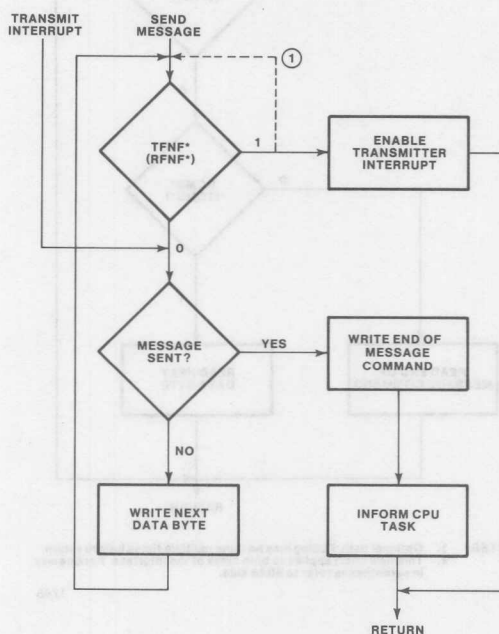 TRANSMIT
INTERRUPT
SEND
MESSAGE
1
TFNF*
(RFNF*)
1
ENABLE
TRANSMITTER
INTERRUPT
0
MESSAGE
SENT?
YES
WRITE END OF
MESSAGE
COMMAND
NO
WRITE NEXT
DATA BYTE
INFORM CPU
TASK
RETURN